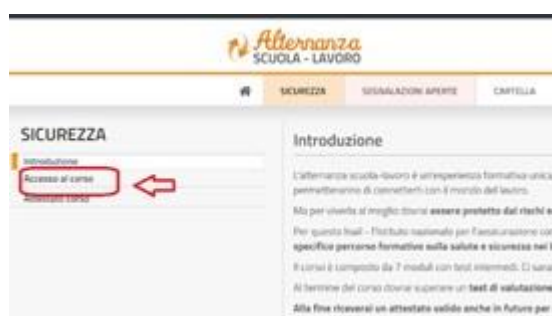 Alternanza
SCUOLA - LAVORO
SICUREZZA
SEGNALAZIONI APERTE
CARTELLA
SICUREZZA
Introduzione
Accesso al corso
Attestato corso
Introduzione
L'alternanza scuola-lavoro è un'esperienza formativa unica
permetteranno di connetterti con il mondo del lavoro.
Ma per viverla al meglio dovrai essere protetto dai rischi
Per questo Inail - l'Istituto nazionale per l'assicurazione
specifico percorso formativo sulla salute e sicurezza nei
Il corso è composto da 7 moduli con test intermedi. Ci
Al termine del corso dovrai superare un test di valutazione
Alla fine riceverai un attestato valido anche in futuro per